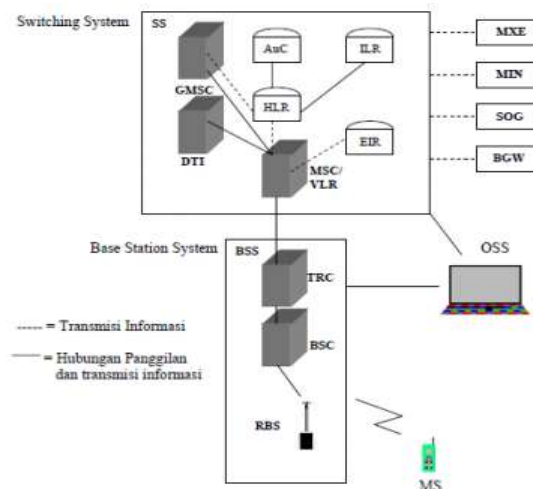 Switching System
SS
AuC
ILR
MXE
GMSC
MIN
HLR
SOG
EIR
DTI
MSC/
VLR
BGW
Base Station System
BSS
OSS
TRC
----- = Transmisi Informasi
BSC
= Hubungan Panggilan
dan transmisi informasi
RBS
MS